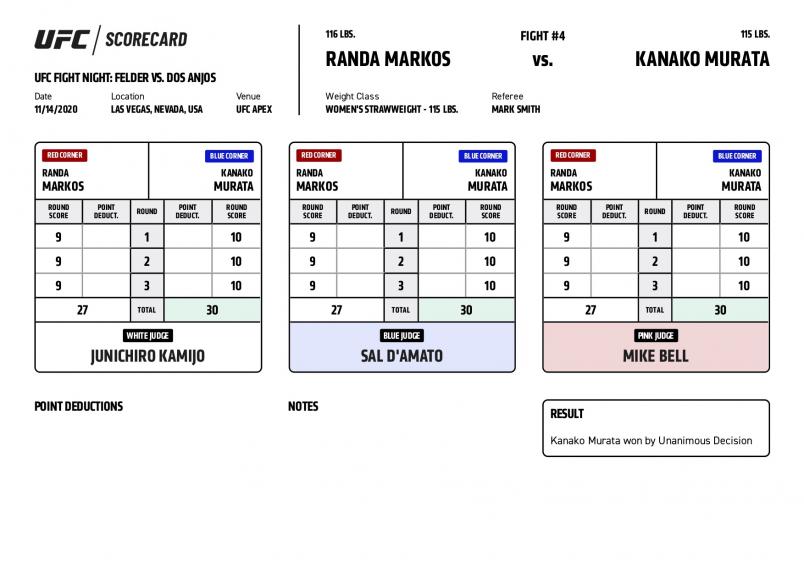 UFC / SCORECARD
UFC FIGHT NIGHT: FELDER VS. DOS ANJOS
Date Location Venue
11/14/2020 LAS VEGAS, NEVADA, USA UFC APEX
116 LBS. FIGHT #4 115 LBS.
RANDA MARKOS VS. KANAKO MURATA
Weight Class Referee
WOMEN'S STRAWWEIGHT - 115 LBS. MARK SMITH
RED CORNER BLUE CORNER
RANDA MARKOS KANAKO MURATA
ROUND SCORE POINT DEDUCT. ROUND POINT DEDUCT. ROUND SCORE
9 1 10
9 2 10
9 3 10
27 TOTAL 30
WHITE JUDGE
JUNICHIRO KAMIJO
RED CORNER BLUE CORNER
RANDA MARKOS KANAKO MURATA
ROUND SCORE POINT DEDUCT. ROUND POINT DEDUCT. ROUND SCORE
9 1 10
9 2 10
9 3 10
27 TOTAL 30
BLUE JUDGE
SAL D'AMATO
RED CORNER BLUE CORNER
RANDA MARKOS KANAKO MURATA
ROUND SCORE POINT DEDUCT. ROUND POINT DEDUCT. ROUND SCORE
9 1 10
9 2 10
9 3 10
27 TOTAL 30
PINK JUDGE
MIKE BELL
POINT DEDUCTIONS
NOTES
RESULT
Kanako Murata won by Unanimous Decision